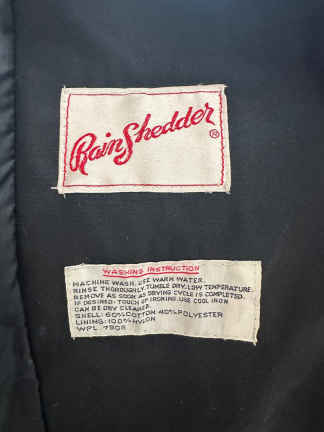 Rain Shedder ®
WASHING INSTRUCTION
MACHINE WASH, USE WARM WATER.
RINSE THOROUGHLY. TUMBLE DRY. LOW TEMPERATURE.
REMOVE AS SOON AS DRYING CYCLE IS COMPLETED.
IF DESIRED, TOUCH UP IRONING. USE COOL IRON
CAN BE DRY CLEANED.
SHELL: 60% COTTON 40% POLYESTER
LINING: 100% NYLON
WPL 7808